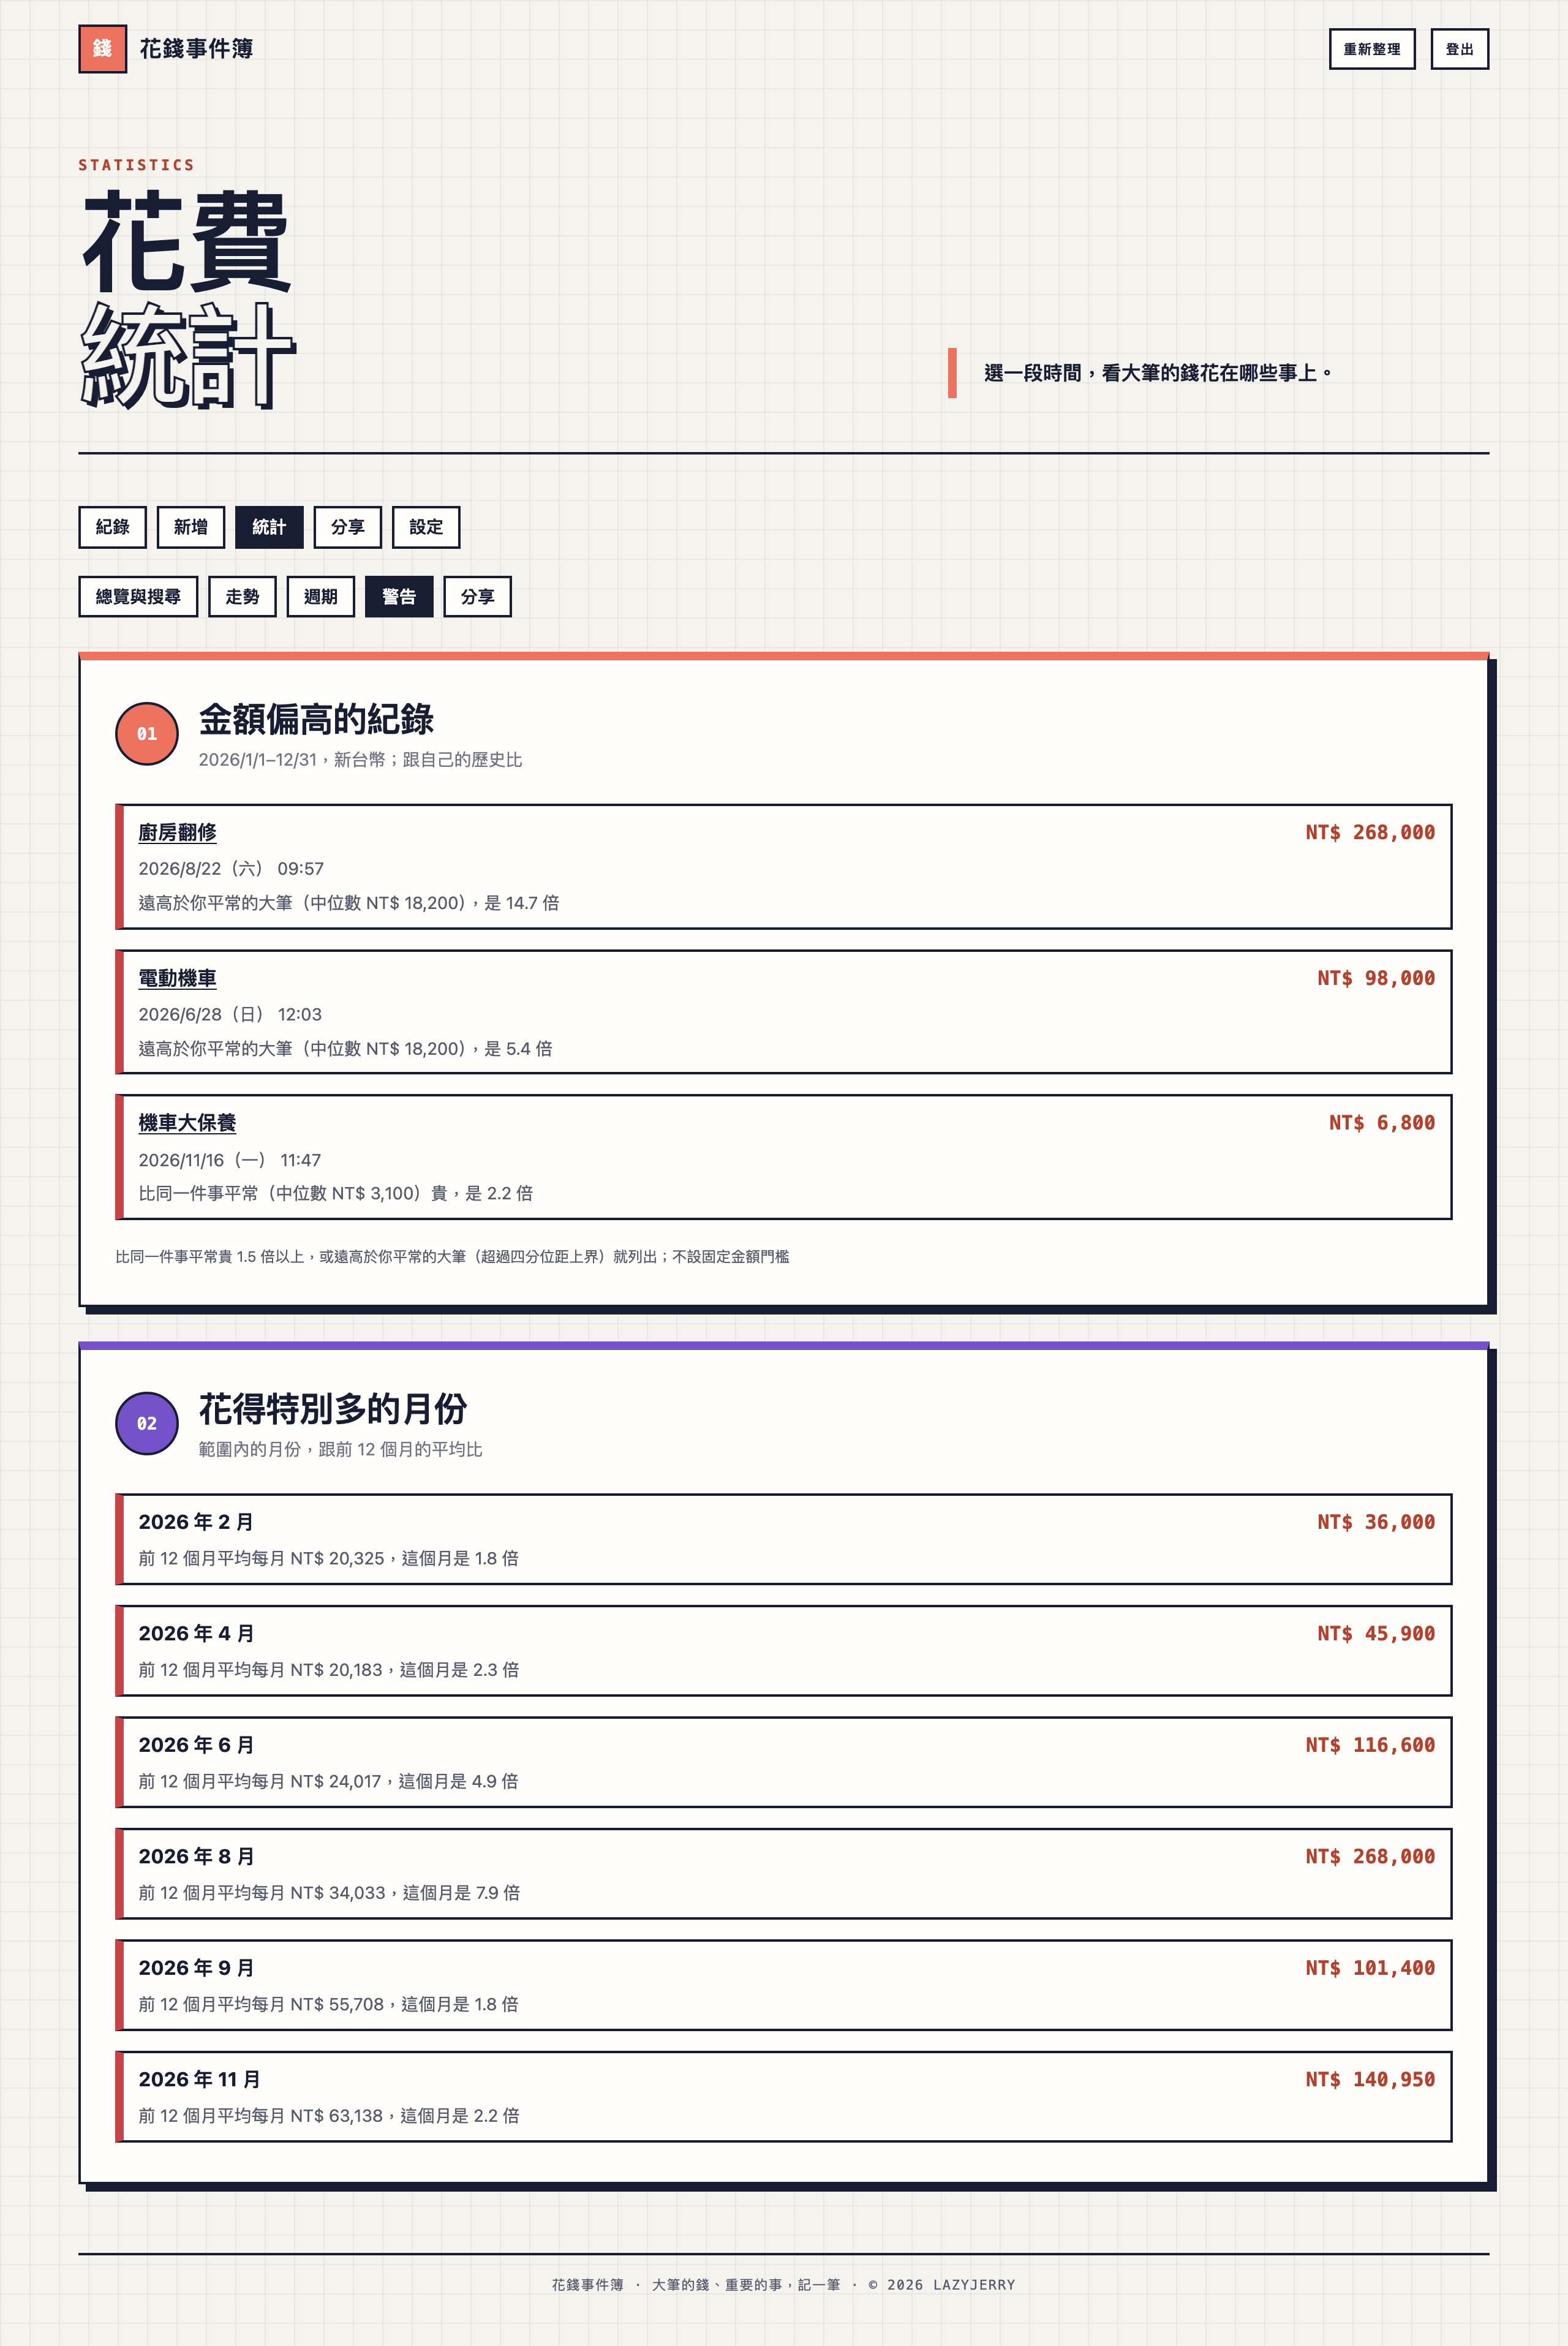 錢 花錢事件簿
重新整理 登出
STATISTICS
花費
統計
選一段時間，看大筆的錢花在哪些事上。
紀錄 新增 統計 分享 設定
總覽與搜尋 走勢 週期 警告 分享
01
金額偏高的紀錄
2026/1/1–12/31，新台幣；跟自己的歷史比
廚房翻修 NT$ 268,000
2026/8/22（六） 09:57
遠高於你平常的大筆（中位數 NT$ 18,200），是 14.7 倍
電動機車 NT$ 98,000
2026/6/28（日） 12:03
遠高於你平常的大筆（中位數 NT$ 18,200），是 5.4 倍
機車大保養 NT$ 6,800
2026/11/16（一） 11:47
比同一件事平常（中位數 NT$ 3,100）貴，是 2.2 倍
比同一件事平常貴 1.5 倍以上，或遠高於你平常的大筆（超過四分位距上界）就列出；不設固定金額門檻
02
花得特別多的月份
範圍內的月份，跟前 12 個月的平均比
2026 年 2 月 NT$ 36,000
前 12 個月平均每月 NT$ 20,325，這個月是 1.8 倍
2026 年 4 月 NT$ 45,900
前 12 個月平均每月 NT$ 20,183，這個月是 2.3 倍
2026 年 6 月 NT$ 116,600
前 12 個月平均每月 NT$ 24,017，這個月是 4.9 倍
2026 年 8 月 NT$ 268,000
前 12 個月平均每月 NT$ 34,033，這個月是 7.9 倍
2026 年 9 月 NT$ 101,400
前 12 個月平均每月 NT$ 55,708，這個月是 1.8 倍
2026 年 11 月 NT$ 140,950
前 12 個月平均每月 NT$ 63,138，這個月是 2.2 倍
花錢事件簿 · 大筆的錢、重要的事，記一筆 · © 2026 LAZYJERRY